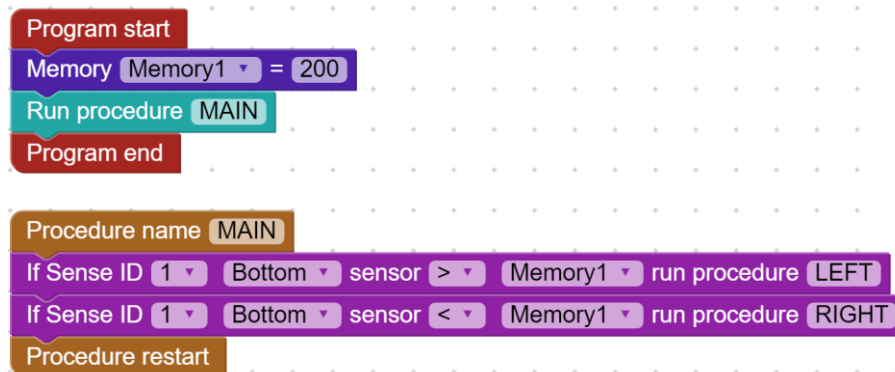 Program start
Memory Memory1 = 200
Run procedure MAIN
Program end
Procedure name MAIN
If Sense ID 1 Bottom sensor > Memory1 run procedure LEFT
If Sense ID 1 Bottom sensor < Memory1 run procedure RIGHT
Procedure restart